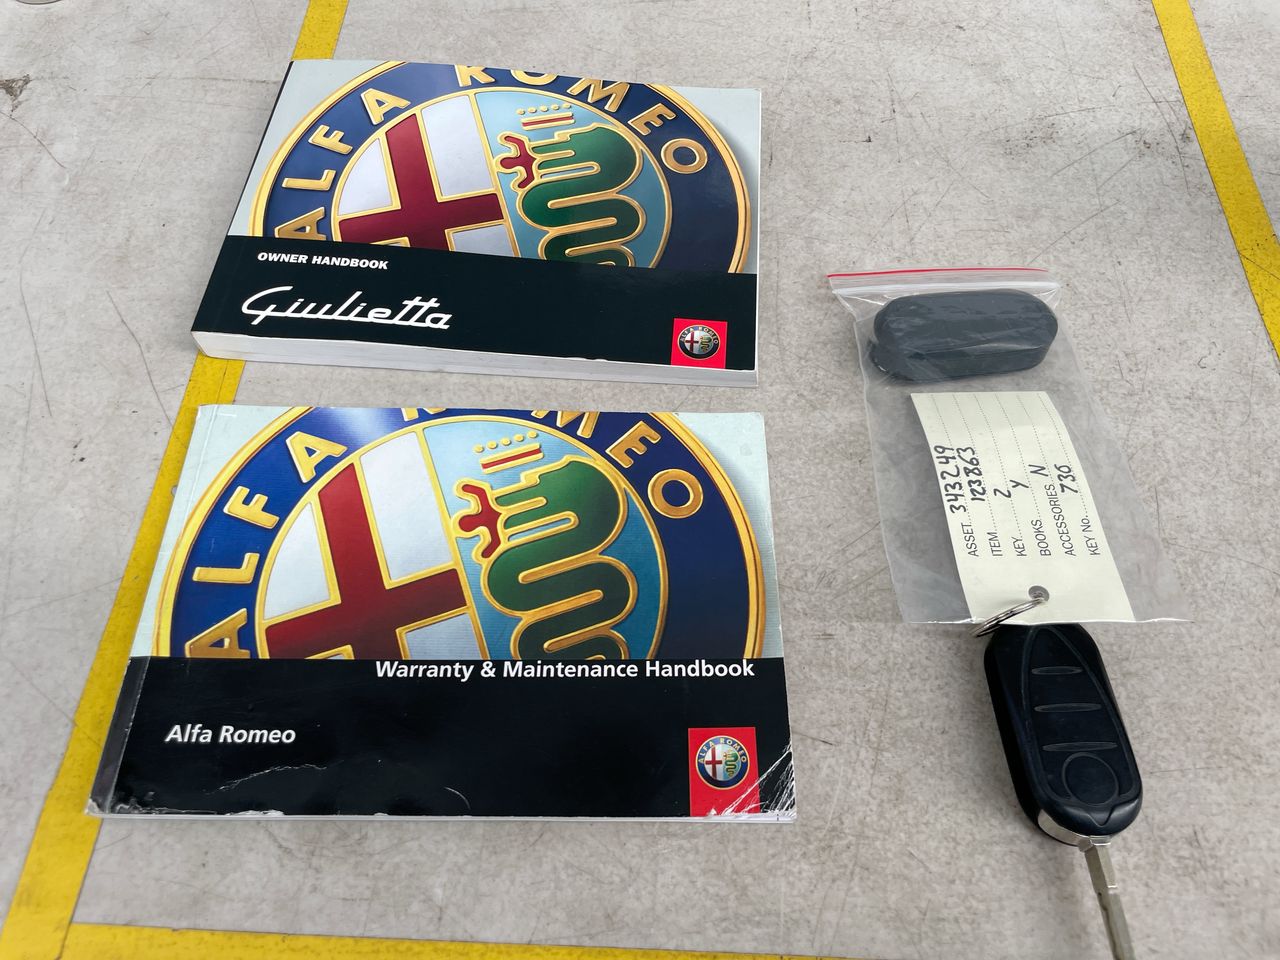 ALFA ROMEO
OWNER HANDBOOK
Giulietta
ALFA ROMEO
ALFA ROMEO
Warranty & Maintenance Handbook
Alfa Romeo
ALFA ROMEO
ASSET 343249
123863
ITEM
KEY 2
BOOKS Y
ACCESSORIES N
KEY No. 736